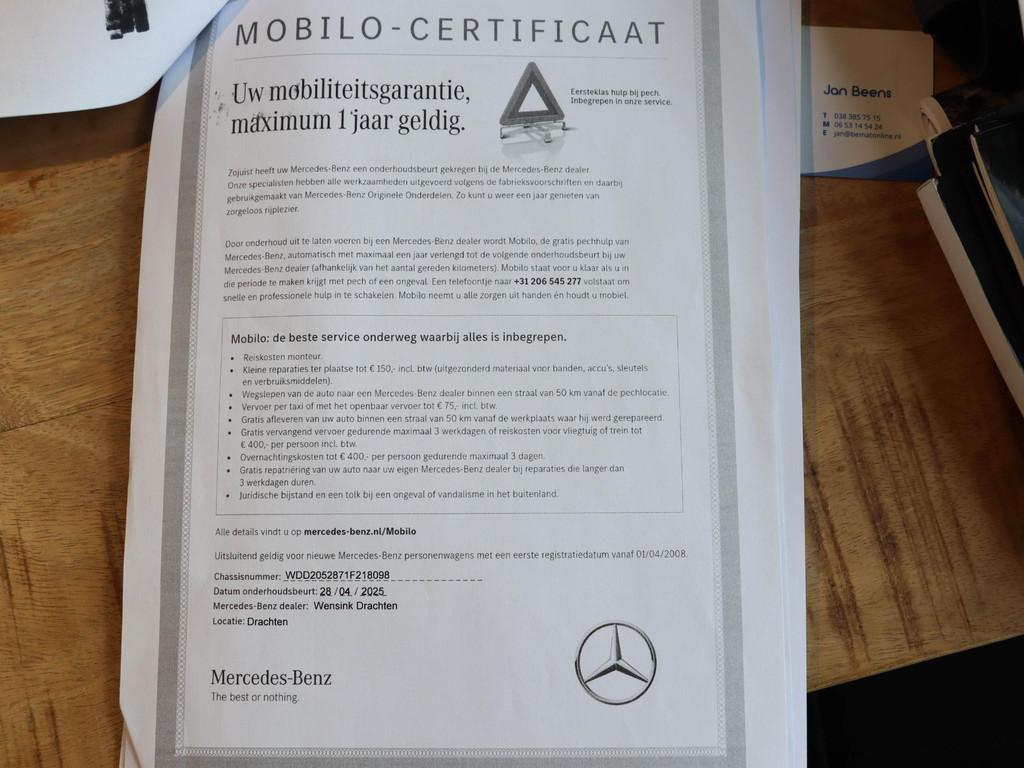 MOBILO-CERTIFICAAT
Uw mobiliteitsgarantie,
maximum 1 jaar geldig.
Eersteklas hulp bij pech.
Inbegrepen in onze service.
Zojuist heeft uw Mercedes-Benz een onderhoudsbeurt gekregen bij de Mercedes-Benz dealer.
Onze specialisten hebben alle werkzaamheden uitgevoerd volgens de fabrieksvoorschriften en daarbij
gebruikgemaakt van Mercedes-Benz Originele Onderdelen. Zo kunt u weer een jaar genieten van
zorgeloos rijplezier.
Door onderhoud uit te laten voeren bij een Mercedes-Benz dealer wordt Mobilo, de gratis pechhulp van
Mercedes-Benz, automatisch met maximaal een jaar verlengd tot de volgende onderhoudsbeurt bij uw
Mercedes-Benz dealer (afhankelijk van het aantal gereden kilometers). Mobilo staat voor u klaar als u in
die periode te maken krijgt met pech of een ongeval. Een telefoontje naar +31 206 545 277 volstaat om
snelle en professionele hulp in te schakelen. Mobilo neemt u alle zorgen uit handen én houdt u mobiel.
Mobilo: de beste service onderweg waarbij alles is inbegrepen.
• Reiskosten monteur.
• Kleine reparaties ter plaatse tot € 150,- incl. btw (uitgezonderd materiaal voor banden, accu's, sleutels
en verbruiksmiddelen).
• Wegslepen van de auto naar een Mercedes-Benz dealer binnen een straal van 50 km vanaf de pechlocatie.
• Vervoer per taxi of met het openbaar vervoer tot € 75,- incl. btw.
• Gratis afleveren van uw auto binnen een straal van 50 km vanaf de werkplaats waar hij werd gerepareerd.
• Gratis vervangend vervoer gedurende maximaal 3 werkdagen of reiskosten voor vliegtuig of trein tot
€ 400,- per persoon incl. btw.
• Overnachtingskosten tot € 400,- per persoon gedurende maximaal 3 dagen.
• Gratis repatriëring van uw auto naar uw eigen Mercedes-Benz dealer bij reparaties die langer dan
3 werkdagen duren.
• Juridische bijstand en een tolk bij een ongeval of vandalisme in het buitenland.
Alle details vindt u op mercedes-benz.nl/Mobilo
Uitsluitend geldig voor nieuwe Mercedes-Benz personenwagens met een eerste registratiedatum vanaf 01/04/2008.
Chassisnummer: WDD2052871F218098
Datum onderhoudsbeurt: 28 / 04 / 2025
Mercedes-Benz dealer: Wensink Drachten
Locatie: Drachten
Mercedes-Benz
The best or nothing.
Jan Beens
T 038 385 75 15
M 06 53 14 54 24
E jan@bematonline.nl